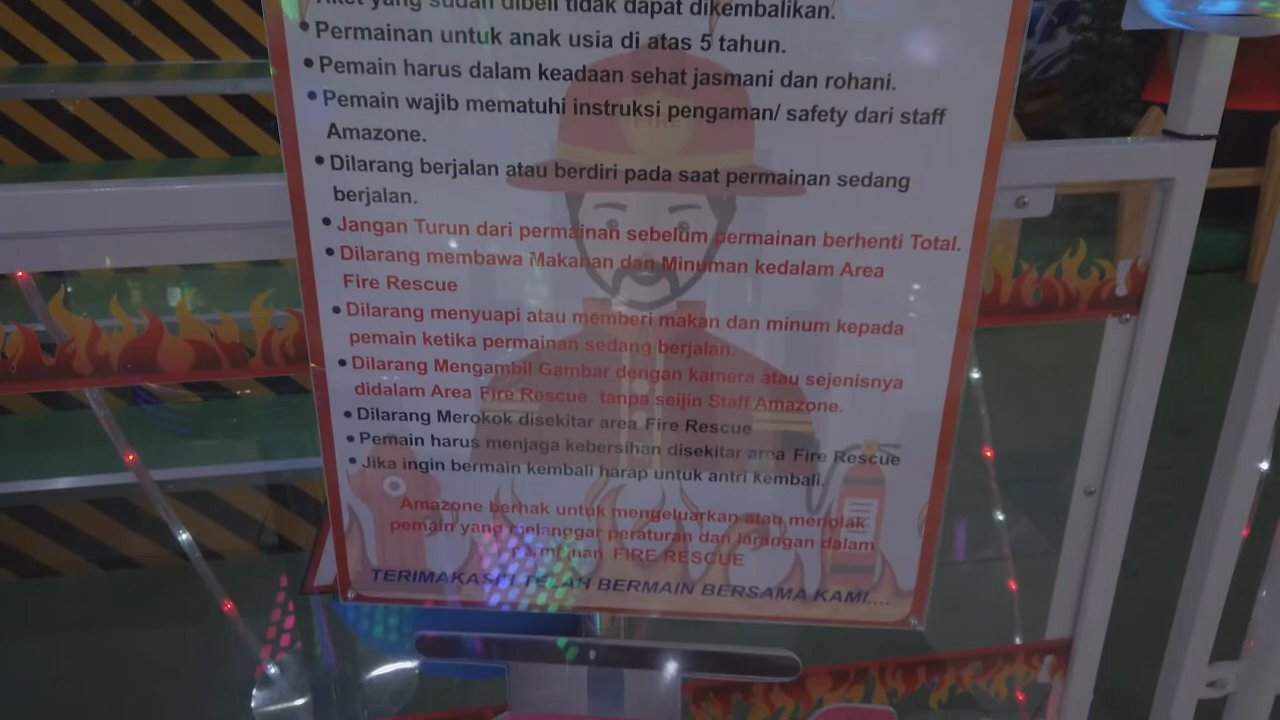 Tiket yang sudah dibeli tidak dapat dikembalikan.
• Permainan untuk anak usia di atas 5 tahun.
• Pemain harus dalam keadaan sehat jasmani dan rohani.
• Pemain wajib mematuhi instruksi pengaman/ safety dari staff
Amazone.
• Dilarang berjalan atau berdiri pada saat permainan sedang
berjalan.
• Jangan Turun dari permainan sebelum permainan berhenti Total.
• Dilarang membawa Makanan dan Minuman kedalam Area
Fire Rescue
• Dilarang menyuapi atau memberi makan dan minum kepada
pemain ketika permainan sedang berjalan.
• Dilarang Mengambil Gambar dengan kamera atau sejenisnya
didalam Area Fire Rescue tanpa seijin Staff Amazone.
• Dilarang Merokok disekitar area Fire Rescue
• Pemain harus menjaga kebersihan disekitar area Fire Rescue
• Jika ingin bermain kembali harap untuk antri kembali.
Amazone berhak untuk mengeluarkan atau menolak
pemain yang melanggar peraturan dan larangan dalam
permainan FIRE RESCUE
TERIMAKASIH TELAH BERMAIN BERSAMA KAMI....
FIRE